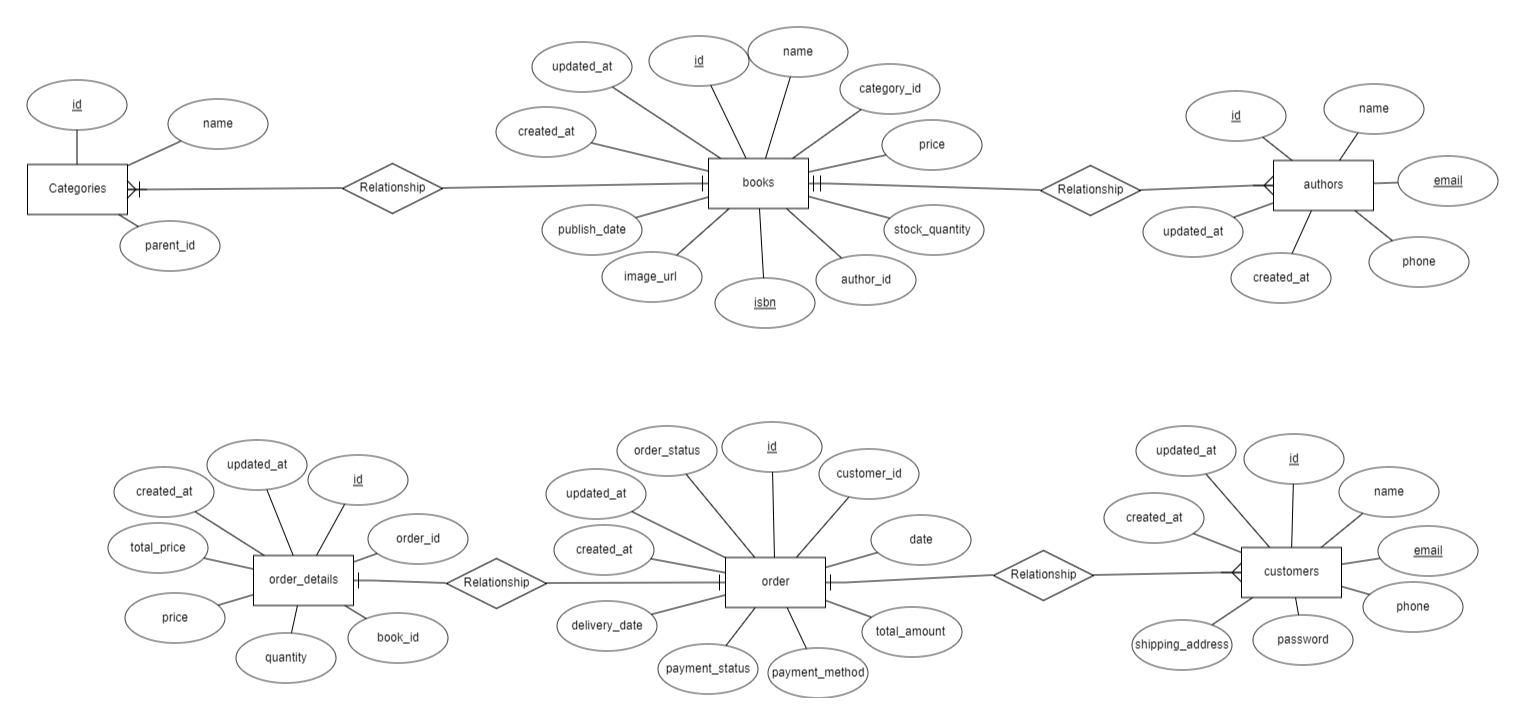 id
name
Categories
parent_id
Relationship
updated_at
id
name
category_id
created_at
price
books
publish_date
stock_quantity
image_url
author_id
isbn
Relationship
id
name
authors
email
updated_at
phone
created_at
updated_at
id
created_at
order_id
total_price
order_details
price
book_id
quantity
Relationship
order_status
id
customer_id
updated_at
date
created_at
order
delivery_date
total_amount
payment_status
payment_method
Relationship
updated_at
id
name
created_at
email
customers
phone
shipping_address
password